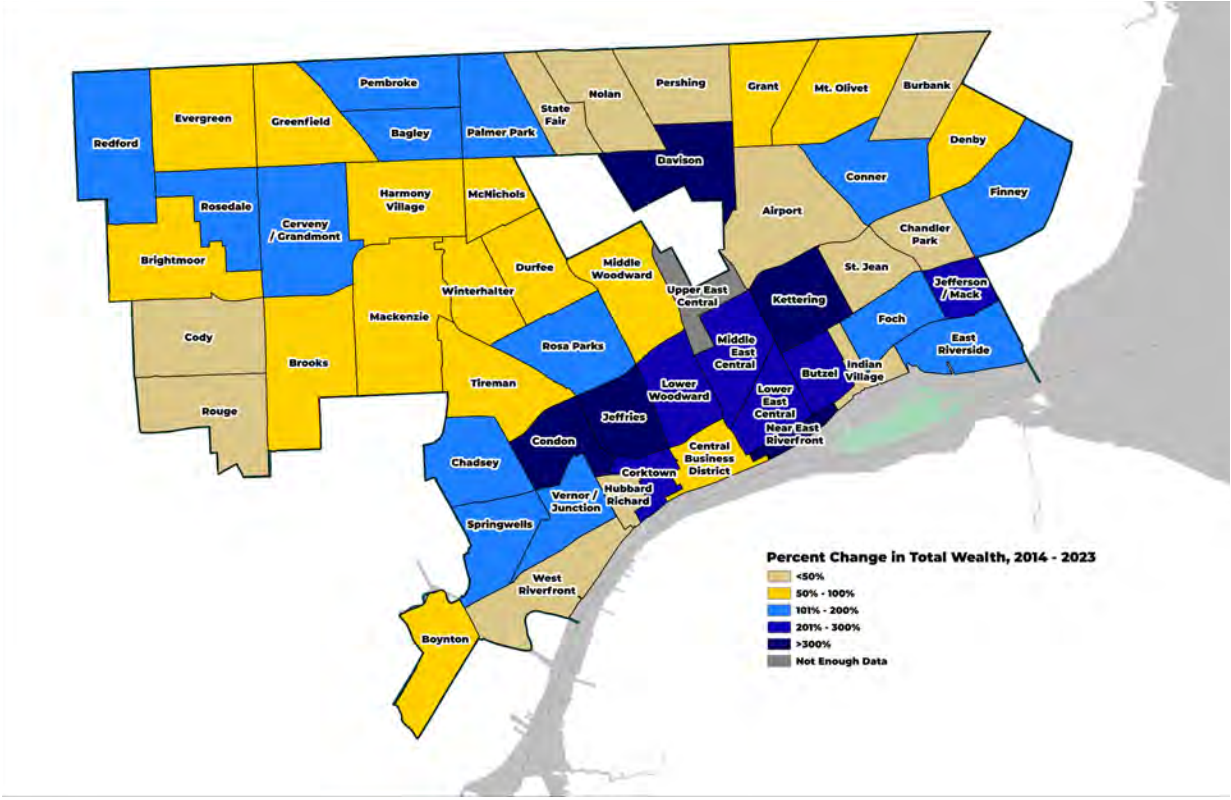 Pembroke
Redford
Evergreen
Greenfield
Bagley
Palmer Park
State
Fair
Nolan
Pershing
Grant
Mt. Olivet
Burbank
Denby
Davison
Conner
Finney
Rosedale
Cerveny
/ Grandmont
Harmony
Village
McNichols
Airport
Chandler
Park
Brightmoor
Durfee
Middle
Woodward
St. Jean
Winterhalter
Upper East
Central
Kettering
Jefferson
/ Mack
Cody
Mackenzie
Rosa Parks
Middle
East
Central
Foch
East
Riverside
Brooks
Tireman
Lower
Woodward
Butzel
Indian
Village
Rouge
Jeffries
Lower
East
Central
Near East
Riverfront
Condon
Central
Business
District
Chadsey
Corktown
Hubbard
Richard
Vernor /
Junction
Springwells
West
Riverfront
Boynton
Percent Change in Total Wealth, 2014 - 2023
<50%
50% - 100%
101% - 200%
201% - 300%
>300%
Not Enough Data